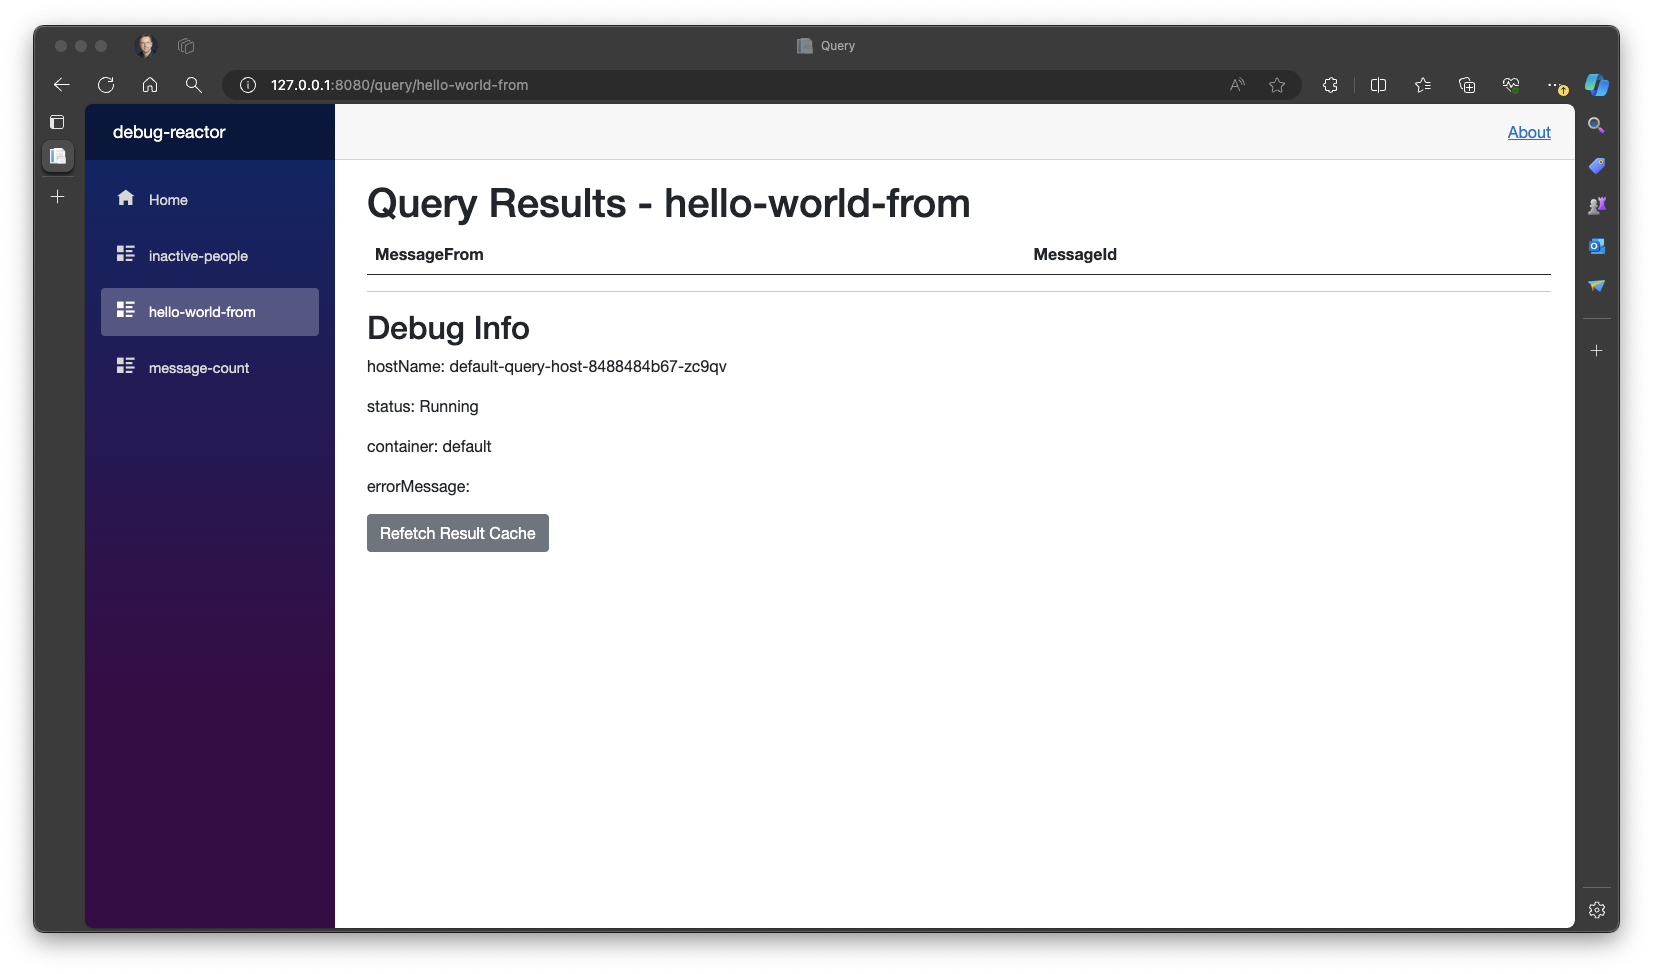 Query
127.0.0.1:8080/query/hello-world-from
debug-reactor
About
Home
inactive-people
hello-world-from
message-count
Query Results - hello-world-from
MessageFrom MessageId
Debug Info
hostName: default-query-host-8488484b67-zc9qv
status: Running
container: default
errorMessage:
Refetch Result Cache